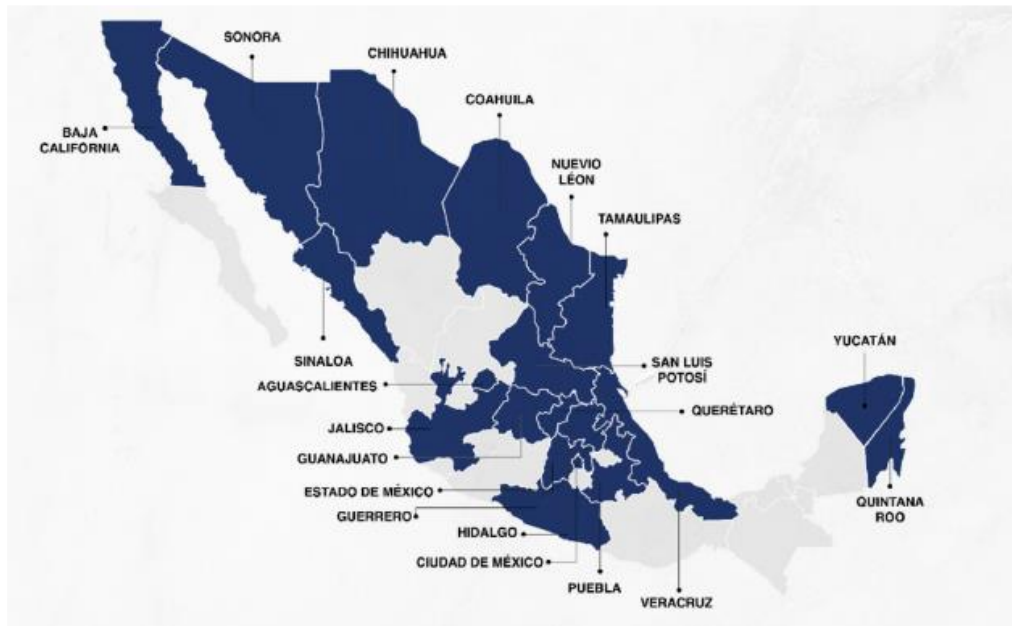 SONORA
CHIHUAHUA
COAHUILA
BAJA
CALIFÓRNIA
NUEVIO
LÉON
TAMAULIPAS
SINALOA
SAN LUIS
POTOSÍ
YUCATÁN
AGUASCALIENTES
QUERÉTARO
JALISCO
GUANAJUATO
ESTADO DE MÉXICO
QUINTANA
ROO
GUERRERO
HIDALGO
CIUDAD DE MÉXICO
PUEBLA
VERACRUZ